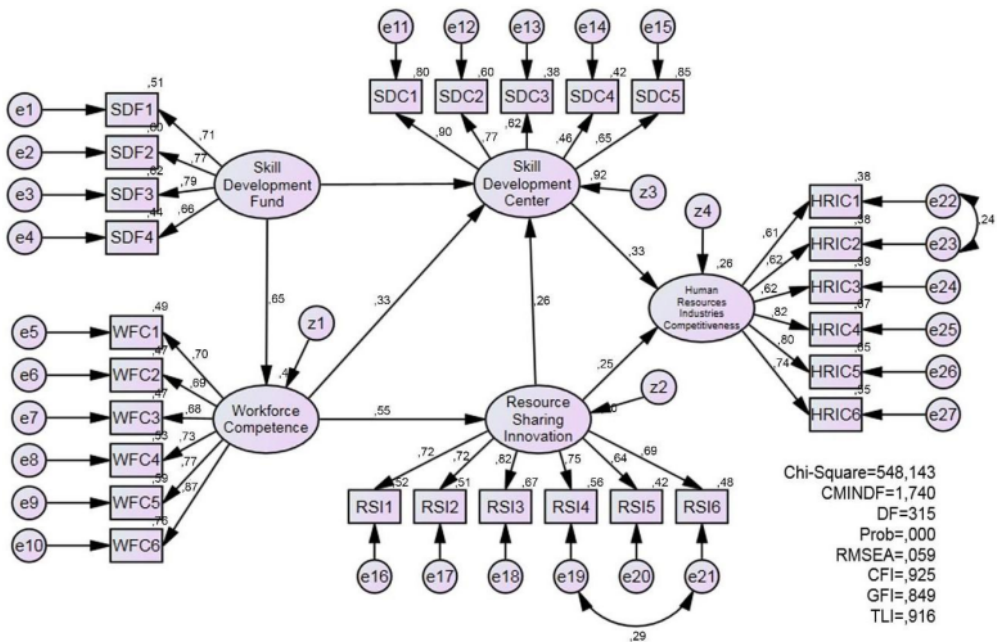 e11
e12
e13
e14
e15
,80
,60
,38
,42
,85
SDC1
SDC2
SDC3
SDC4
SDC5
,90
,77
,62
,46
,65
,51
e1
SDF1
,71
,60
e2
SDF2
,77
,62
e3
SDF3
,79
,44
e4
SDF4
,66
Skill
Development
Fund
Skill
Development
Center
,92
z3
z4
,38
HRIC1
e22
,24
,38
HRIC2
e23
,39
HRIC3
e24
,67
HRIC4
e25
,65
HRIC5
e26
,55
HRIC6
e27
,61
,62
,62
,82
,80
,74
,33
,26
Human
Resources
Industries
Competitiveness
,65
,33
,26
,25
z1
z2
,49
e5
WFC1
,70
,47
e6
WFC2
,69
,47
e7
WFC3
,68
,53
e8
WFC4
,73
,59
e9
WFC5
,77
,76
e10
WFC6
,87
Workforce
Competence
,55
Resource
Sharing
Innovation
,72
,72
,82
,75
,64
,69
,52
,51
,67
,56
,42
,48
RSI1
RSI2
RSI3
RSI4
RSI5
RSI6
e16
e17
e18
e19
e20
e21
,29
Chi-Square=548,143
CMINDF=1,740
DF=315
Prob=,000
RMSEA=,059
CFI=,925
GFI=,849
TLI=,916